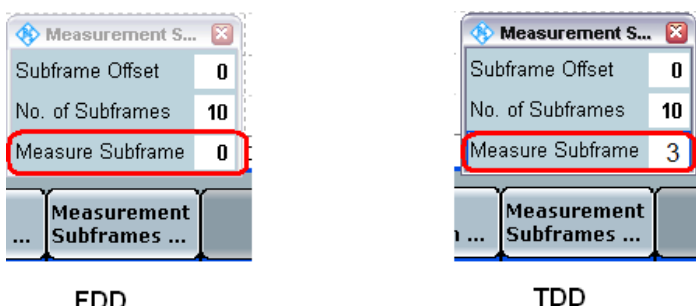 Measurement S...
Subframe Offset 0
No. of Subframes 10
Measure Subframe 0
... Measurement Subframes ...
FDD
Measurement S...
Subframe Offset 0
No. of Subframes 10
Measure Subframe 3
... Measurement Subframes ...
TDD